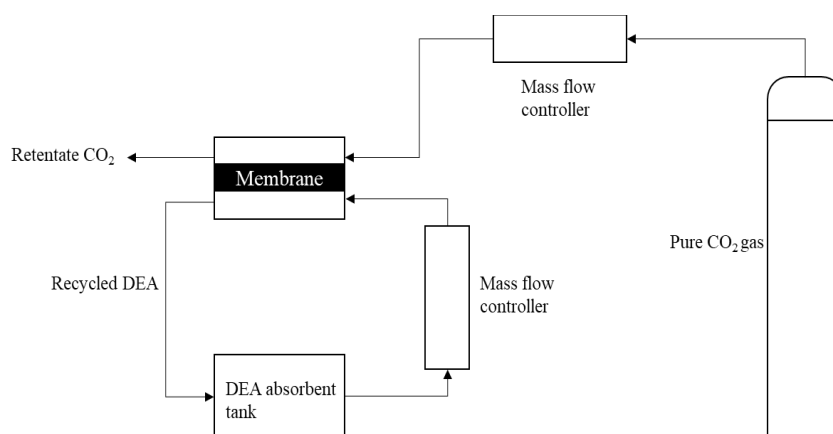 Mass flow
controller
Retentate CO₂
Membrane
Pure CO₂ gas
Recycled DEA
Mass flow
controller
DEA absorbent
tank